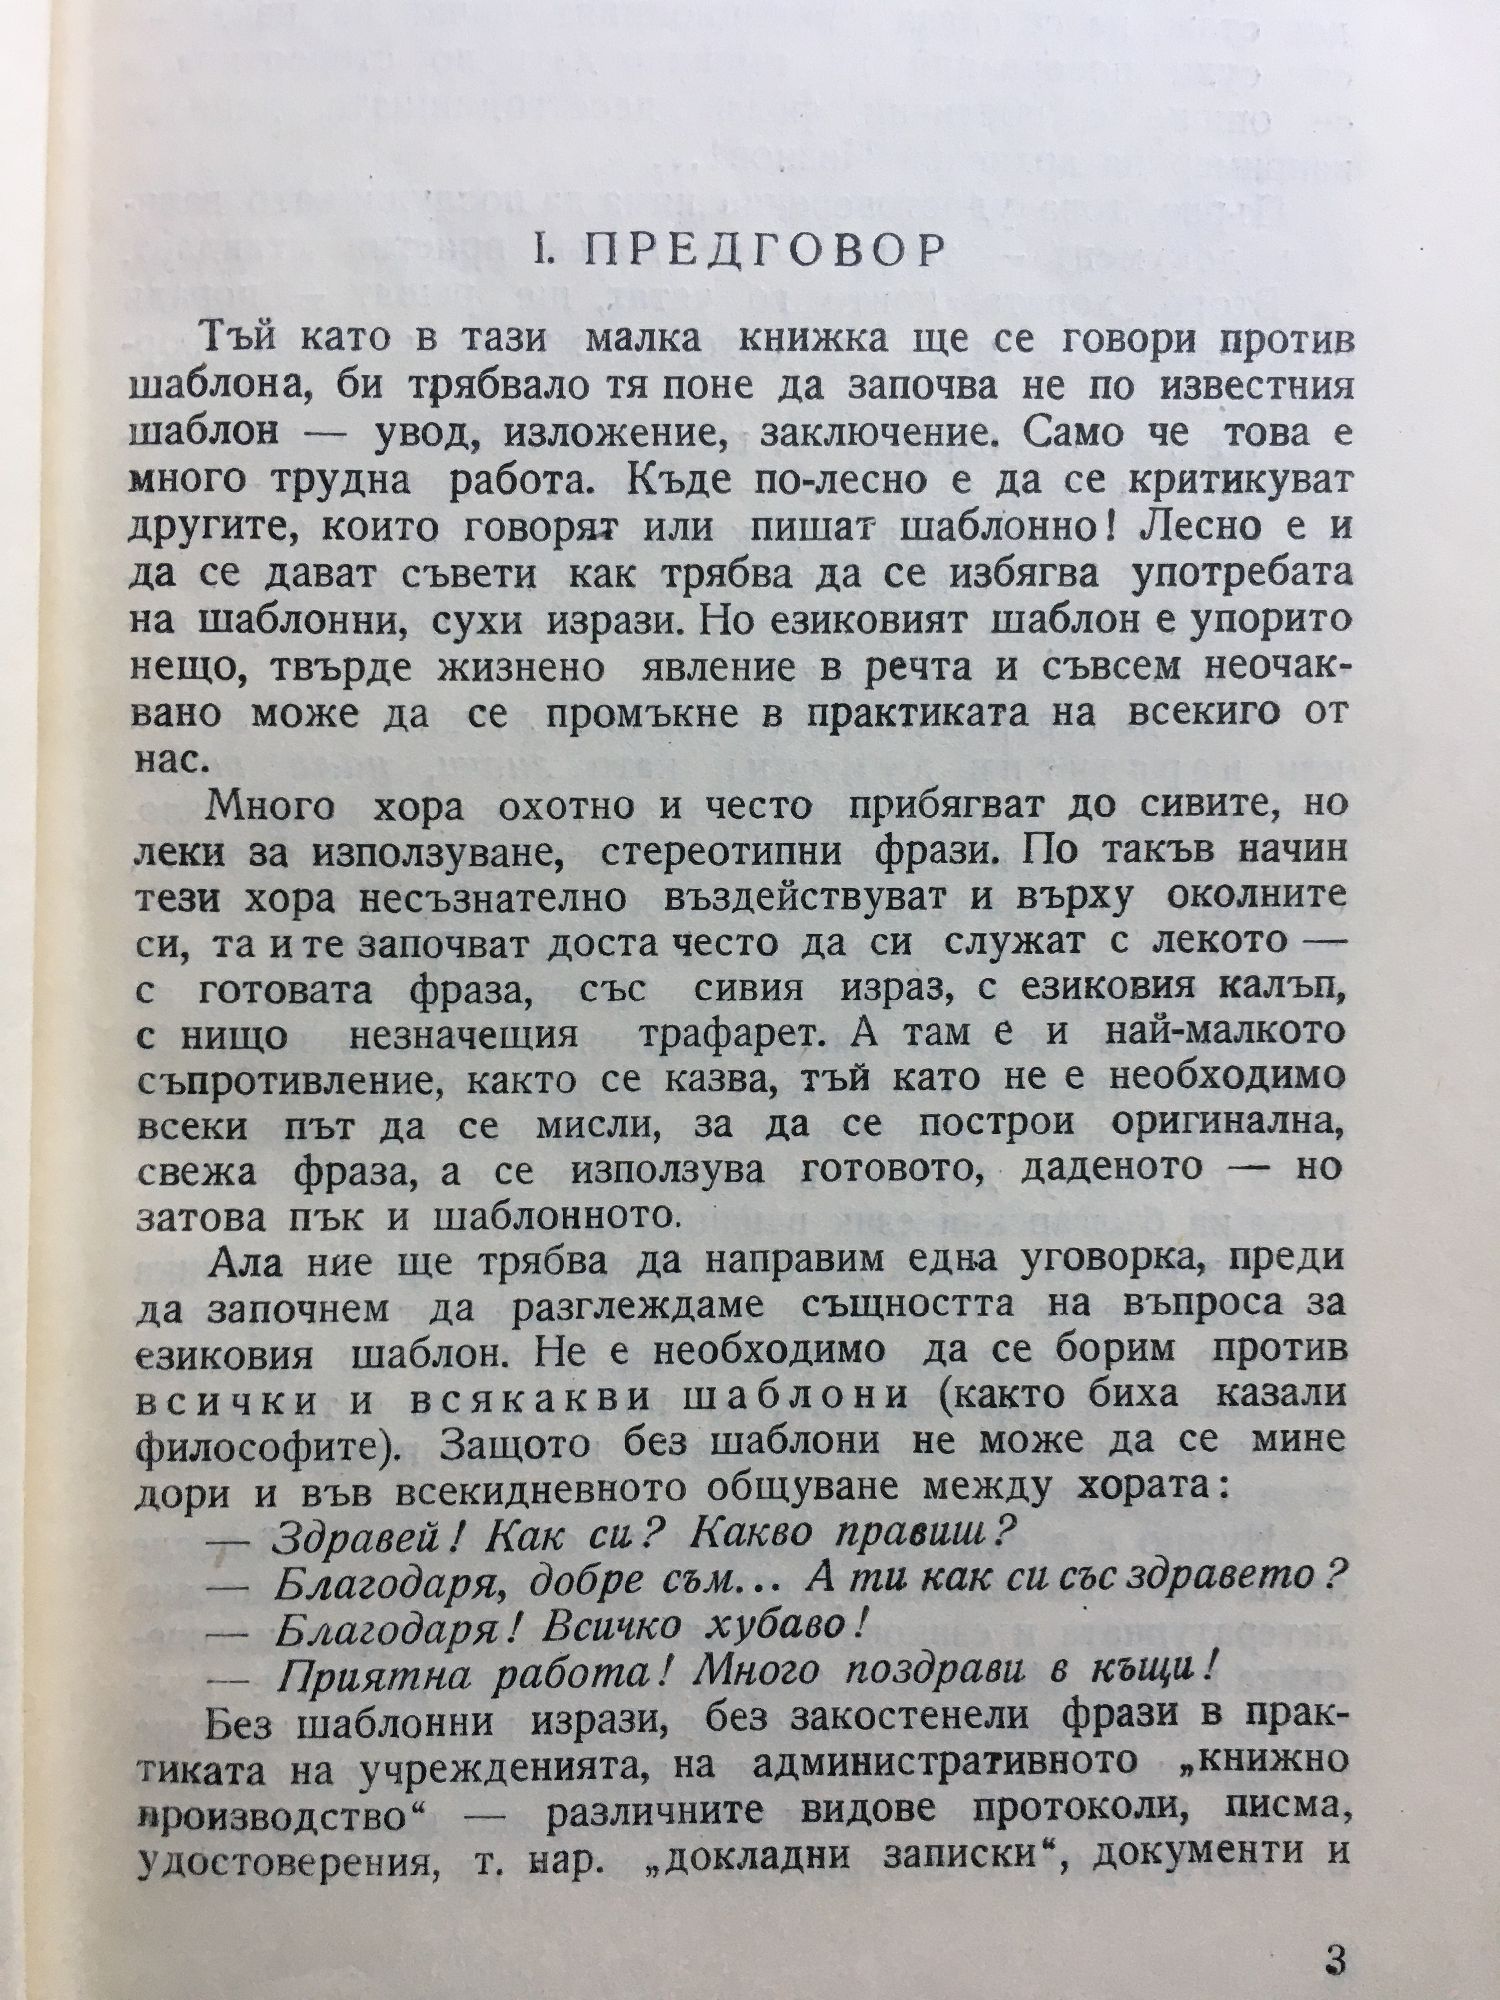 I. ПРЕДГОВОР
Тъй като в тази малка книжка ще се говори против
шаблона, би трябвало тя поне да започва не по известния
шаблон — увод, изложение, заключение. Само че това е
много трудна работа. Къде по-лесно е да се критикуват
другите, които говорят или пишат шаблонно! Лесно е и
да се дават съвети как трябва да се избягва употребата
на шаблонни, сухи изрази. Но езиковият шаблон е упорито
нещо, твърде жизнено явление в речта и съвсем неочак-
вано може да се промъкне в практиката на всекиго от
нас.
Много хора охотно и често прибягват до сивите, но
леки за използуване, стереотипни фрази. По такъв начин
тези хора несъзнателно въздействуват и върху околните
си, та и те започват доста често да си служат с лекото —
с готовата фраза, със сивия израз, с езиковия калъп,
с нищо незначещия трафарет. А там е и най-малкото
съпротивление, както се казва, тъй като не е необходимо
всеки път да се мисли, за да се построи оригинална,
свежа фраза, а се използува готовото, даденото — но
затова пък и шаблонното.
Ала ние ще трябва да направим една уговорка, преди
да започнем да разглеждаме същността на въпроса за
езиковия шаблон. Не е необходимо да се борим против
всички и всякакви шаблони (както биха казали
философите). Защото без шаблони не може да се мине
дори и във всекидневното общуване между хората:
— Здравей! Как си? Какво правиш?
— Благодаря, добре съм... А ти как си със здравето?
— Благодаря! Всичко хубаво!
— Приятна работа! Много поздрави в къщи!
Без шаблонни изрази, без закостенели фрази в прак-
тиката на учрежденията, на административното „книжно
производство“ — различните видове протоколи, писма,
удостоверения, т. нар. „докладни записки“, документи и
3